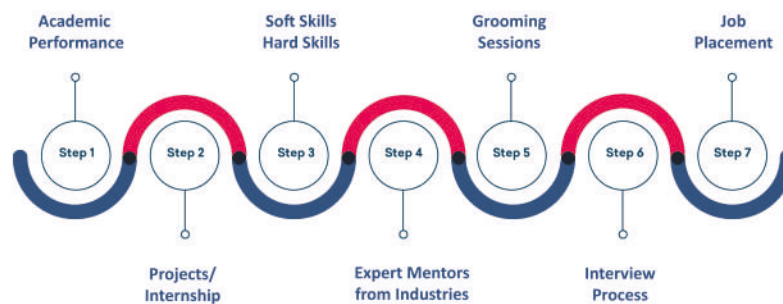 Academic
Performance
Soft Skills
Hard Skills
Grooming
Sessions
Job
Placement
Step 1
Step 2
Step 3
Step 4
Step 5
Step 6
Step 7
Projects/
Internship
Expert Mentors
from Industries
Interview
Process